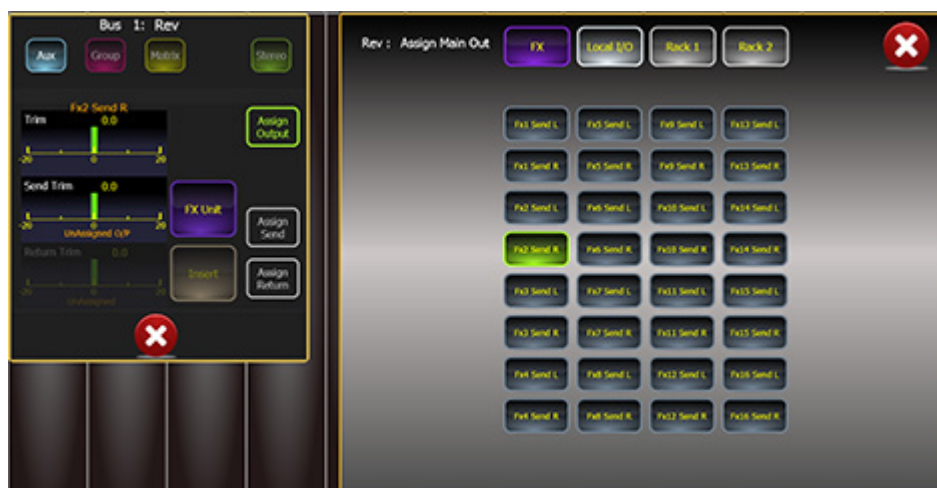 Bus 1: Rev
Aux Group Matrix Stereo
Fx2 Send R
Trim 0.0
-20 0 20
Assign Output
Send Trim 0.0
-20 0 20
UnAssigned O/P
FX Unit
Assign Send
Return Trim 0.0
-20 0 20
UnAssigned
Insert
Assign Return
Rev : Assign Main Out FX Local I/O Rack 1 Rack 2
Fx1 Send L Fx5 Send L Fx9 Send L Fx13 Send L
Fx1 Send R Fx5 Send R Fx9 Send R Fx13 Send R
Fx2 Send L Fx6 Send L Fx10 Send L Fx14 Send L
Fx2 Send R Fx6 Send R Fx10 Send R Fx14 Send R
Fx3 Send L Fx7 Send L Fx11 Send L Fx15 Send L
Fx3 Send R Fx7 Send R Fx11 Send R Fx15 Send R
Fx4 Send L Fx8 Send L Fx12 Send L Fx16 Send L
Fx4 Send R Fx8 Send R Fx12 Send R Fx16 Send R